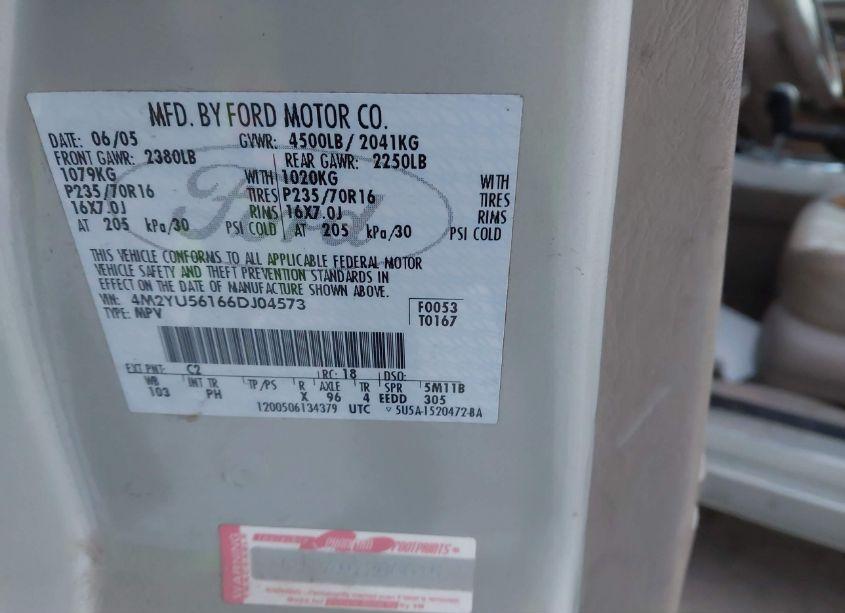 MFD. BY FORD MOTOR CO.
DATE: 06/05 GVWR: 4500LB/ 2041KG
FRONT GAWR: 2380LB REAR GAWR: 2250LB
1079KG WITH 1020KG WITH
P235/70R16 TIRES P235/70R16 TIRES
16X7.0J RIMS 16X7.0J RIMS
AT 205 kPa/30 PSI COLD AT 205 kPa/30 PSI COLD
Ford
THIS VEHICLE CONFORMS TO ALL APPLICABLE FEDERAL MOTOR
VEHICLE SAFETY AND THEFT PREVENTION STANDARDS IN
EFFECT ON THE DATE OF MANUFACTURE SHOWN ABOVE.
VIN: 4M2YU56166DJ04573 F0053
TYPE: MPV T0167
EXT PNT: C2 RC: 18 DSO:
WB INT TR TP/PS R AXLE TR SPR 5M11B
103 PH X 96 4 EEDD 305
1200506134379 UTC 5U5A-1520472-BA
WARNING
FOOTPRINTS